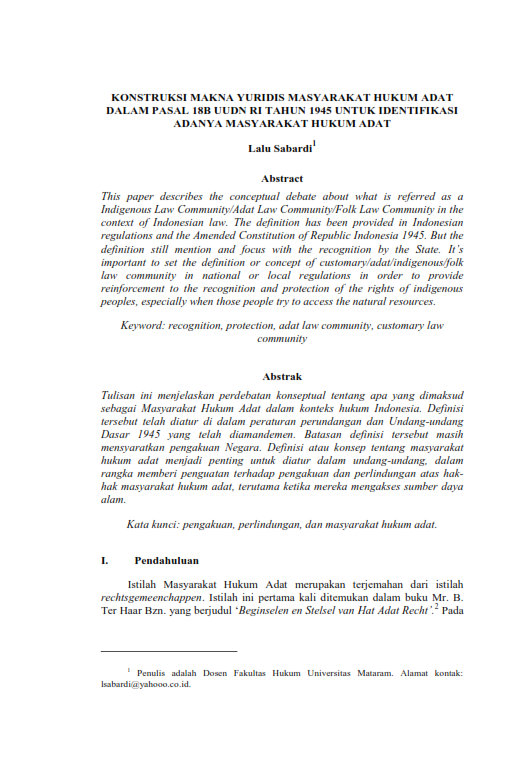 KONSTRUKSI MAKNA YURIDIS MASYARAKAT HUKUM ADAT
DALAM PASAL 18B UUDN RI TAHUN 1945 UNTUK IDENTIFIKASI
ADANYA MASYARAKAT HUKUM ADAT
Lalu Sabardi1
Abstract
This paper describes the conceptual debate about what is referred as a
Indigenous Law Community/Adat Law Community/Folk Law Community in the
context of Indonesian law. The definition has been provided in Indonesian
regulations and the Amended Constitution of Republic Indonesia 1945. But the
definition still mention and focus with the recognition by the State. It's
important to set the definition or concept of customary/adat/indigenous/folk
law community in national or local regulations in order to provide
reinforcement to the recognition and protection of the rights of indigenous
peoples, especially when those people try to access the natural resources.
Keyword: recognition, protection, adat law community, customary law
community
Abstrak
Tulisan ini menjelaskan perdebatan konseptual tentang apa yang dimaksud
sebagai Masyarakat Hukum Adat dalam konteks hukum Indonesia. Definisi
tersebut telah diatur di dalam peraturan perundangan dan Undang-undang
Dasar 1945 yang telah diamandemen. Batasan definisi tersebut masih
mensyaratkan pengakuan Negara. Definisi atau konsep tentang masyarakat
hukum adat menjadi penting untuk diatur dalam undang-undang, dalam
rangka memberi penguatan terhadap pengakuan dan perlindungan atas hak-
hak masyarakat hukum adat, terutama ketika mereka mengakses sumber daya
alam.
Kata kunci: pengakuan, perlindungan, dan masyarakat hukum adat.
I. Pendahuluan
Istilah Masyarakat Hukum Adat merupakan terjemahan dari istilah
rechtsgemeenchappen. Istilah ini pertama kali ditemukan dalam buku Mr. B.
Ter Haar Bzn. yang berjudul 'Beginselen en Stelsel van Hat Adat Recht'.2 Pada
1 Penulis adalah Dosen Fakultas Hukum Universitas Mataram. Alamat kontak:
lsabardi@yahooo.co.id.